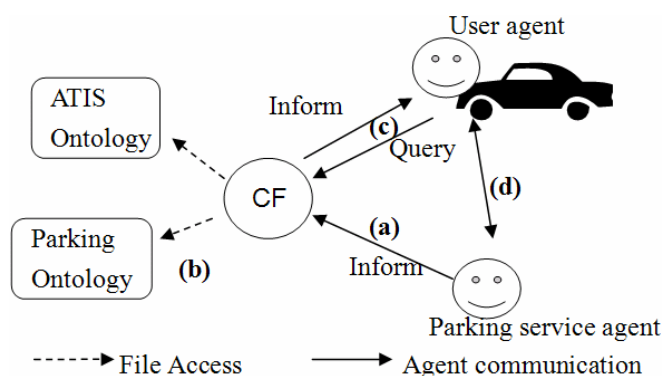 User agent
ATIS
Ontology
Inform
(c)
Query
CF
(d)
Parking
Ontology
(b)
(a)
Inform
Parking service agent
File Access
Agent communication